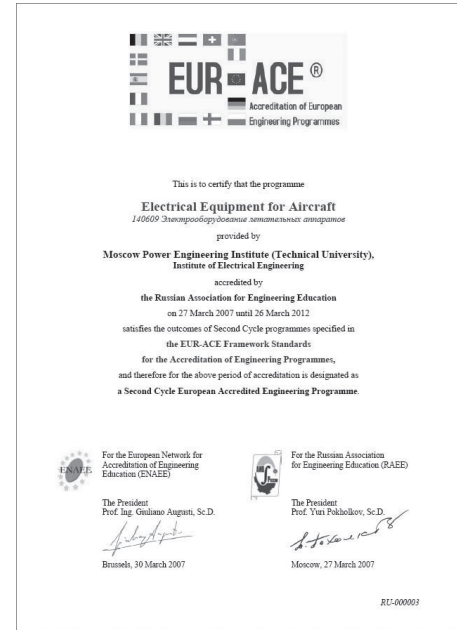 EUR-ACE ®
Accreditation of European
Engineering Programmes
This is to certify that the programme
Electrical Equipment for Aircraft
140609 Электрооборудование летательных аппаратов
provided by
Moscow Power Engineering Institute (Technical University),
Institute of Electrical Engineering
accredited by
the Russian Association for Engineering Education
on 27 March 2007 until 26 March 2012
satisfies the outcomes of Second Cycle programmes specified in
the EUR-ACE Framework Standards
for the Accreditation of Engineering Programmes,
and therefore for the above period of accreditation is designated as
a Second Cycle European Accredited Engineering Programme.
ENAEE
For the European Network for
Accreditation of Engineering
Education (ENAEE)
The President
Prof. Ing. Giuliano Augusti, Sc.D.
Brussels, 30 March 2007
For the Russian Association
for Engineering Education (RAEE)
The President
Prof. Yuri Pokholkov, Sc.D.
Moscow, 27 March 2007
RU-000003